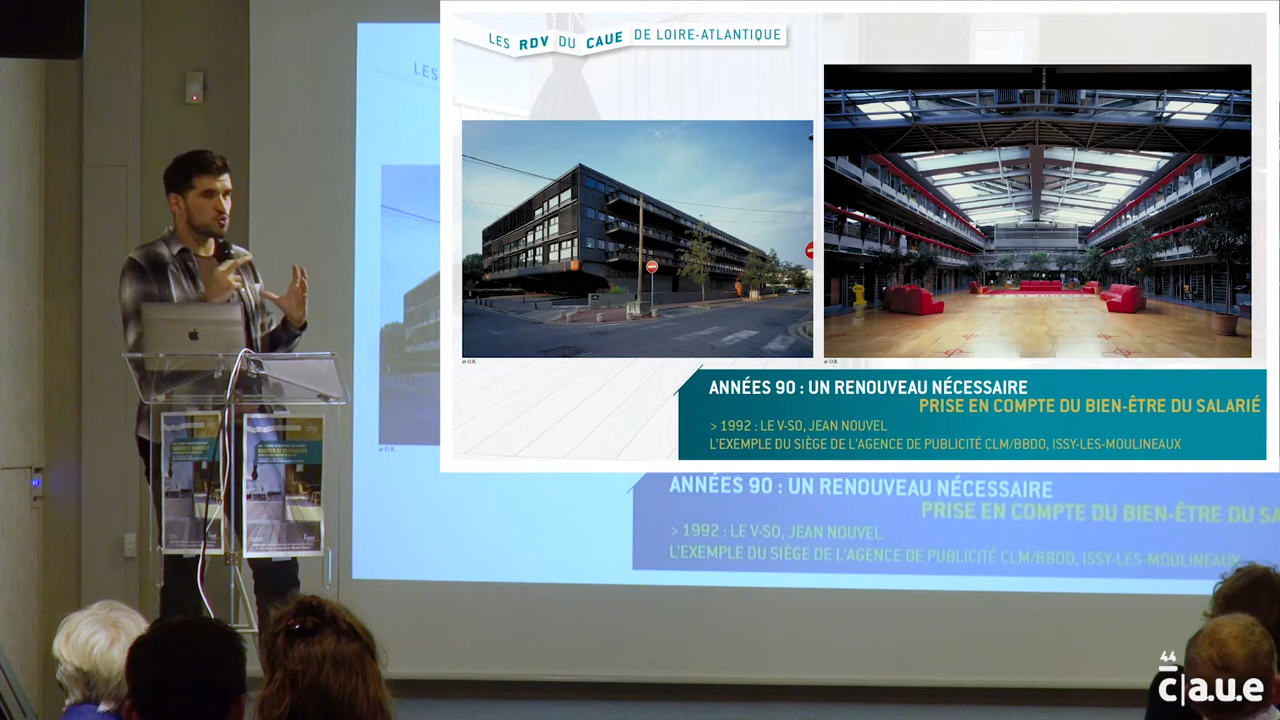 LES RDV DU CAUE DE LOIRE-ATLANTIQUE
LES
@ D.R.
@ D.R.
ANNÉES 90 : UN RENOUVEAU NÉCESSAIRE
PRISE EN COMPTE DU BIEN-ÊTRE DU SALARIÉ
> 1992 : LE V-SO, JEAN NOUVEL
L'EXEMPLE DU SIÈGE DE L'AGENCE DE PUBLICITÉ CLM/BBDO, ISSY-LES-MOULINEAUX
ANNÉES 90 : UN RENOUVEAU NÉCESSAIRE
PRISE EN COMPTE DU BIEN-ÊTRE DU SA
> 1992 : LE V-SO, JEAN NOUVEL
L'EXEMPLE DU SIÈGE DE L'AGENCE DE PUBLICITÉ CLM/BBDO, ISSY-LES-MOULINEAUX
44
c|a.u.e